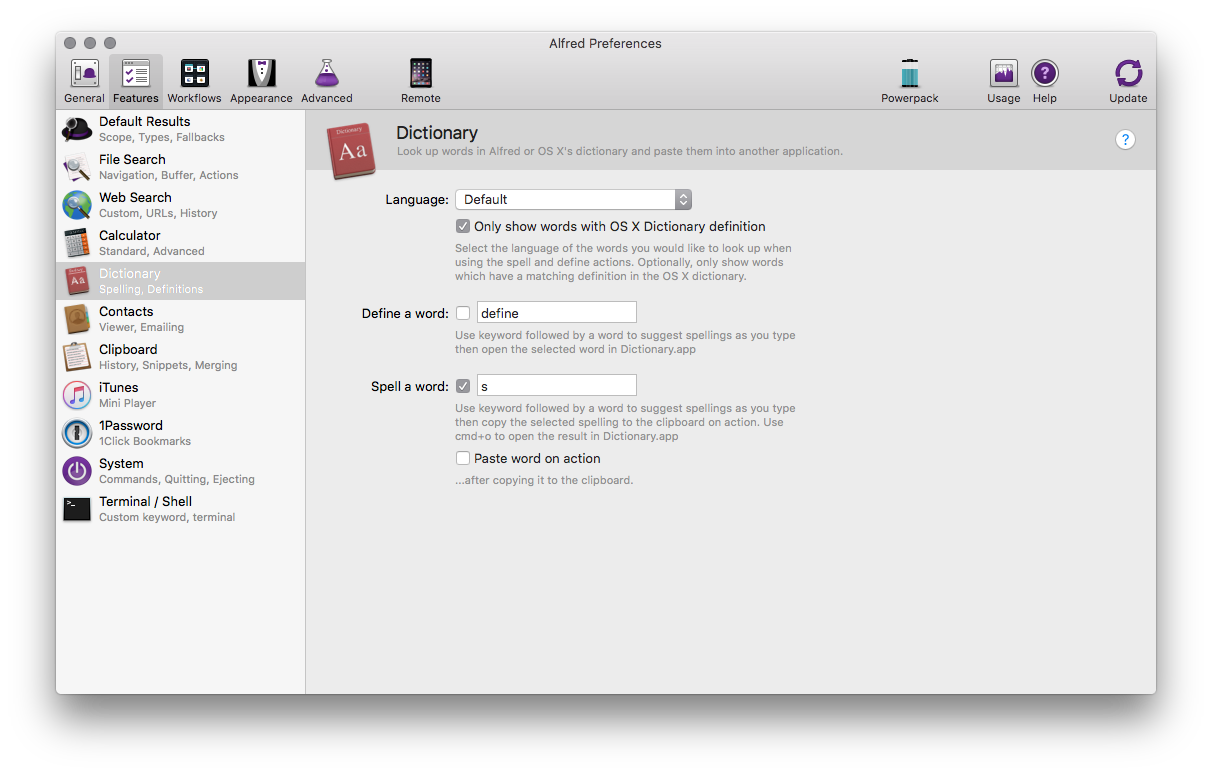 Alfred Preferences
General Features Workflows Appearance Advanced Remote Powerpack Usage Help Update
Default Results
Scope, Types, Fallbacks
File Search
Navigation, Buffer, Actions
Web Search
Custom, URLs, History
Calculator
Standard, Advanced
Dictionary
Spelling, Definitions
Contacts
Viewer, Emailing
Clipboard
History, Snippets, Merging
iTunes
Mini Player
1Password
1Click Bookmarks
System
Commands, Quitting, Ejecting
>_
Terminal / Shell
Custom keyword, terminal
Dictionary
Aa
Dictionary
Look up words in Alfred or OS X's dictionary and paste them into another application.
?
Language: Default
Only show words with OS X Dictionary definition
Select the language of the words you would like to look up when
using the spell and define actions. Optionally, only show words
which have a matching definition in the OS X dictionary.
Define a word: define
Use keyword followed by a word to suggest spellings as you type
then open the selected word in Dictionary.app
Spell a word: s
Use keyword followed by a word to suggest spellings as you type
then copy the selected spelling to the clipboard on action. Use
cmd+o to open the result in Dictionary.app
Paste word on action
...after copying it to the clipboard.